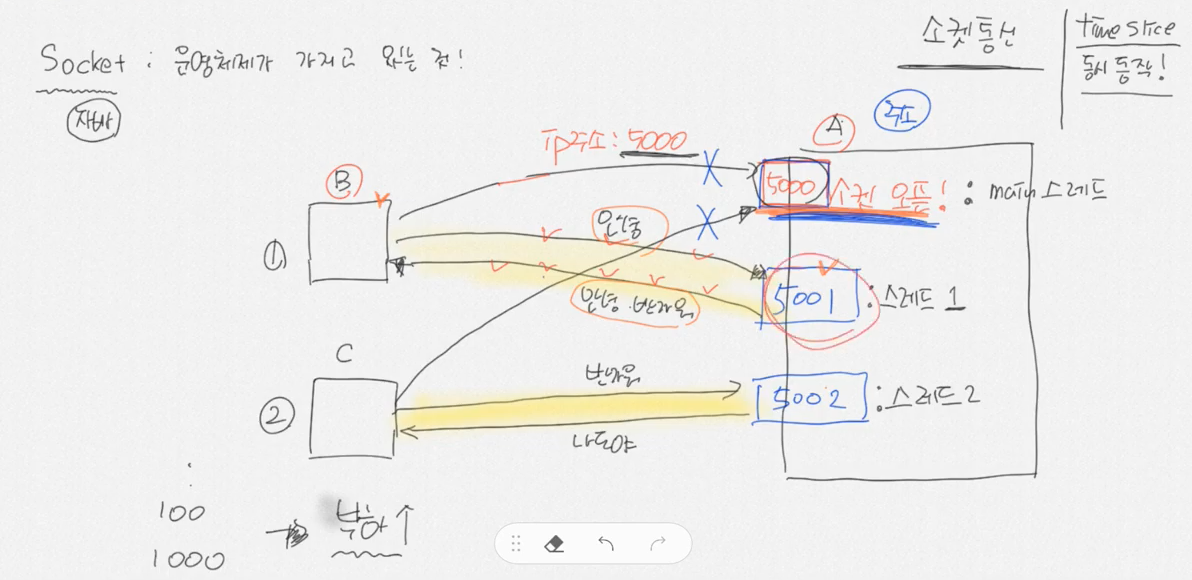 소켓통신
time slice
동시 동작!
Socket : 운영체제가 가지고 있는 것!
자바
주소
A
IP주소: 5000
5000 소켓 오픈! : main 스레드
B
①
안녕
5001 : 스레드 1
안녕 반가워
C
②
반가워
5002 : 스레드 2
나도야
100
1000
부하↑